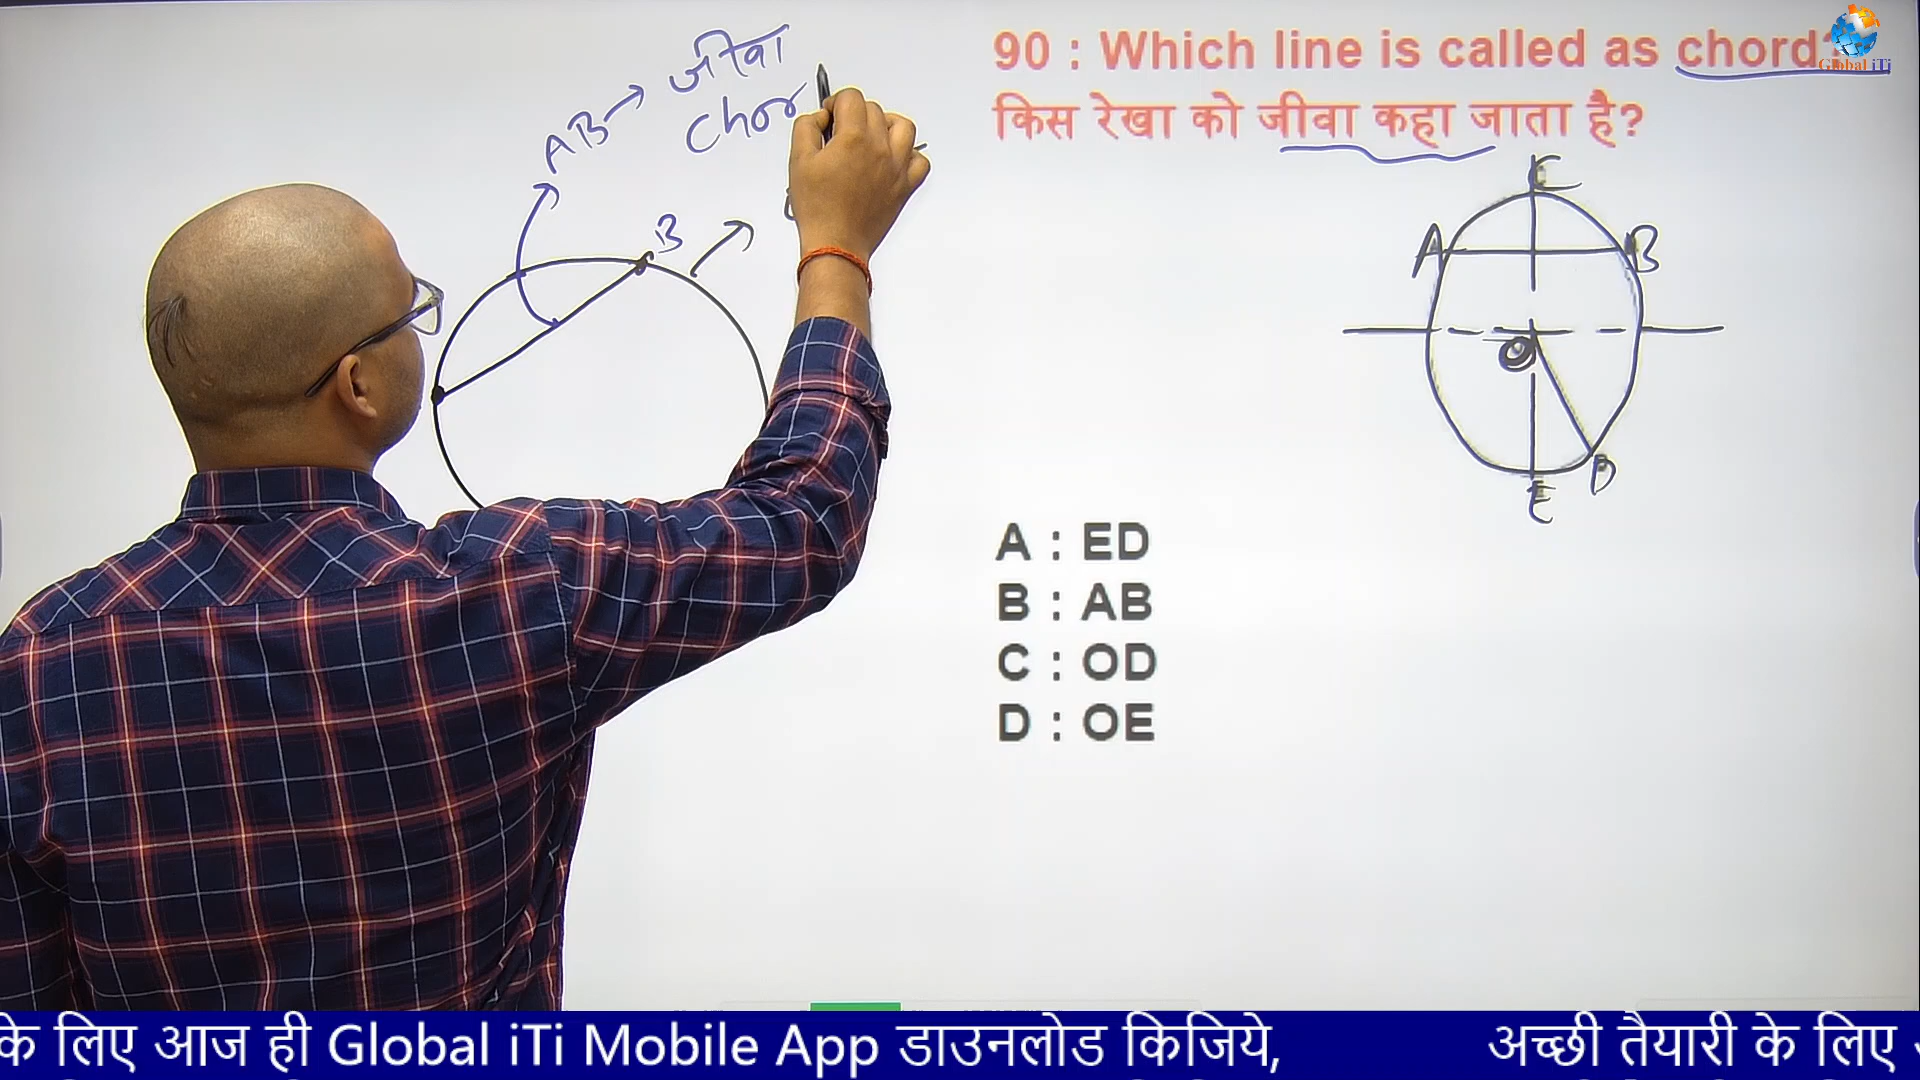 90 : Which line is called as chord?
Global iTi
किस रेखा को जीवा कहा जाता है?
AB → जीवा
Chor
B
C
A B
O
D
E
A : ED
B : AB
C : OD
D : OE
के लिए आज ही Global iTi Mobile App डाउनलोड किजिये, अच्छी तैयारी के लिए